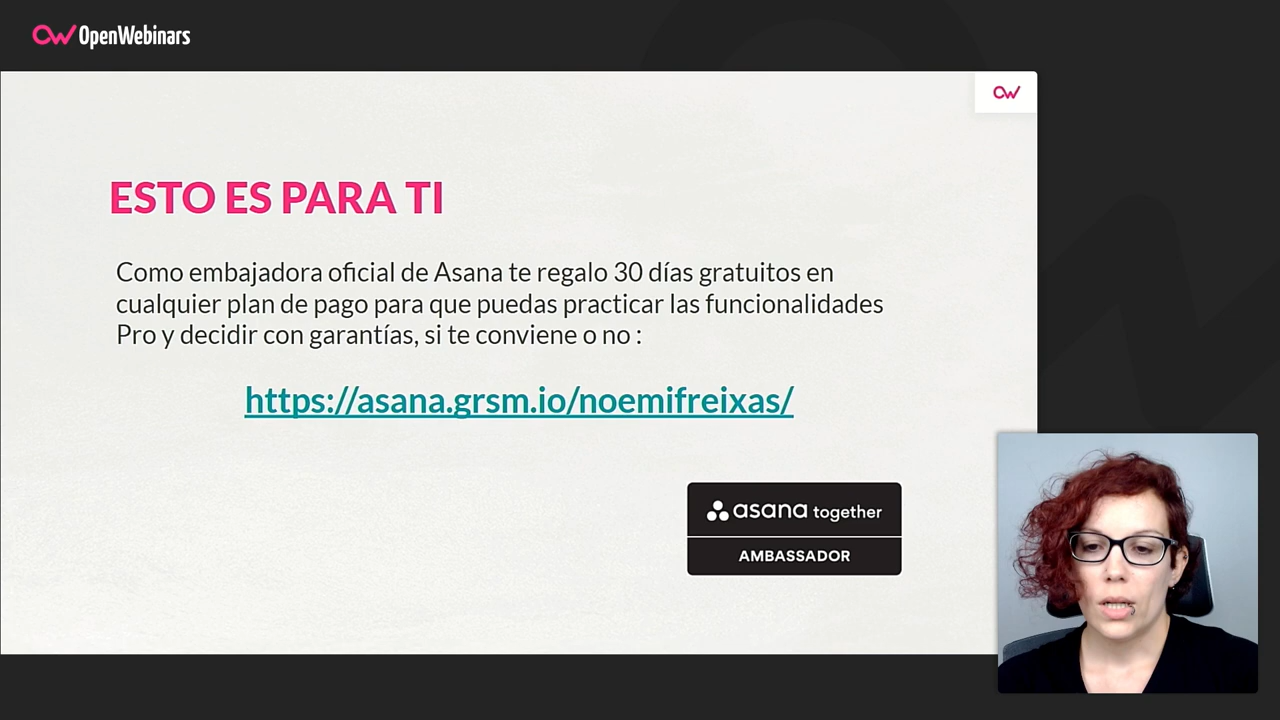 OpenWebinars
ESTO ES PARA TI
Como embajadora oficial de Asana te regalo 30 días gratuitos en
cualquier plan de pago para que puedas practicar las funcionalidades
Pro y decidir con garantías, si te conviene o no :
https://asana.grsm.io/noemifreixas/
asana together
AMBASSADOR